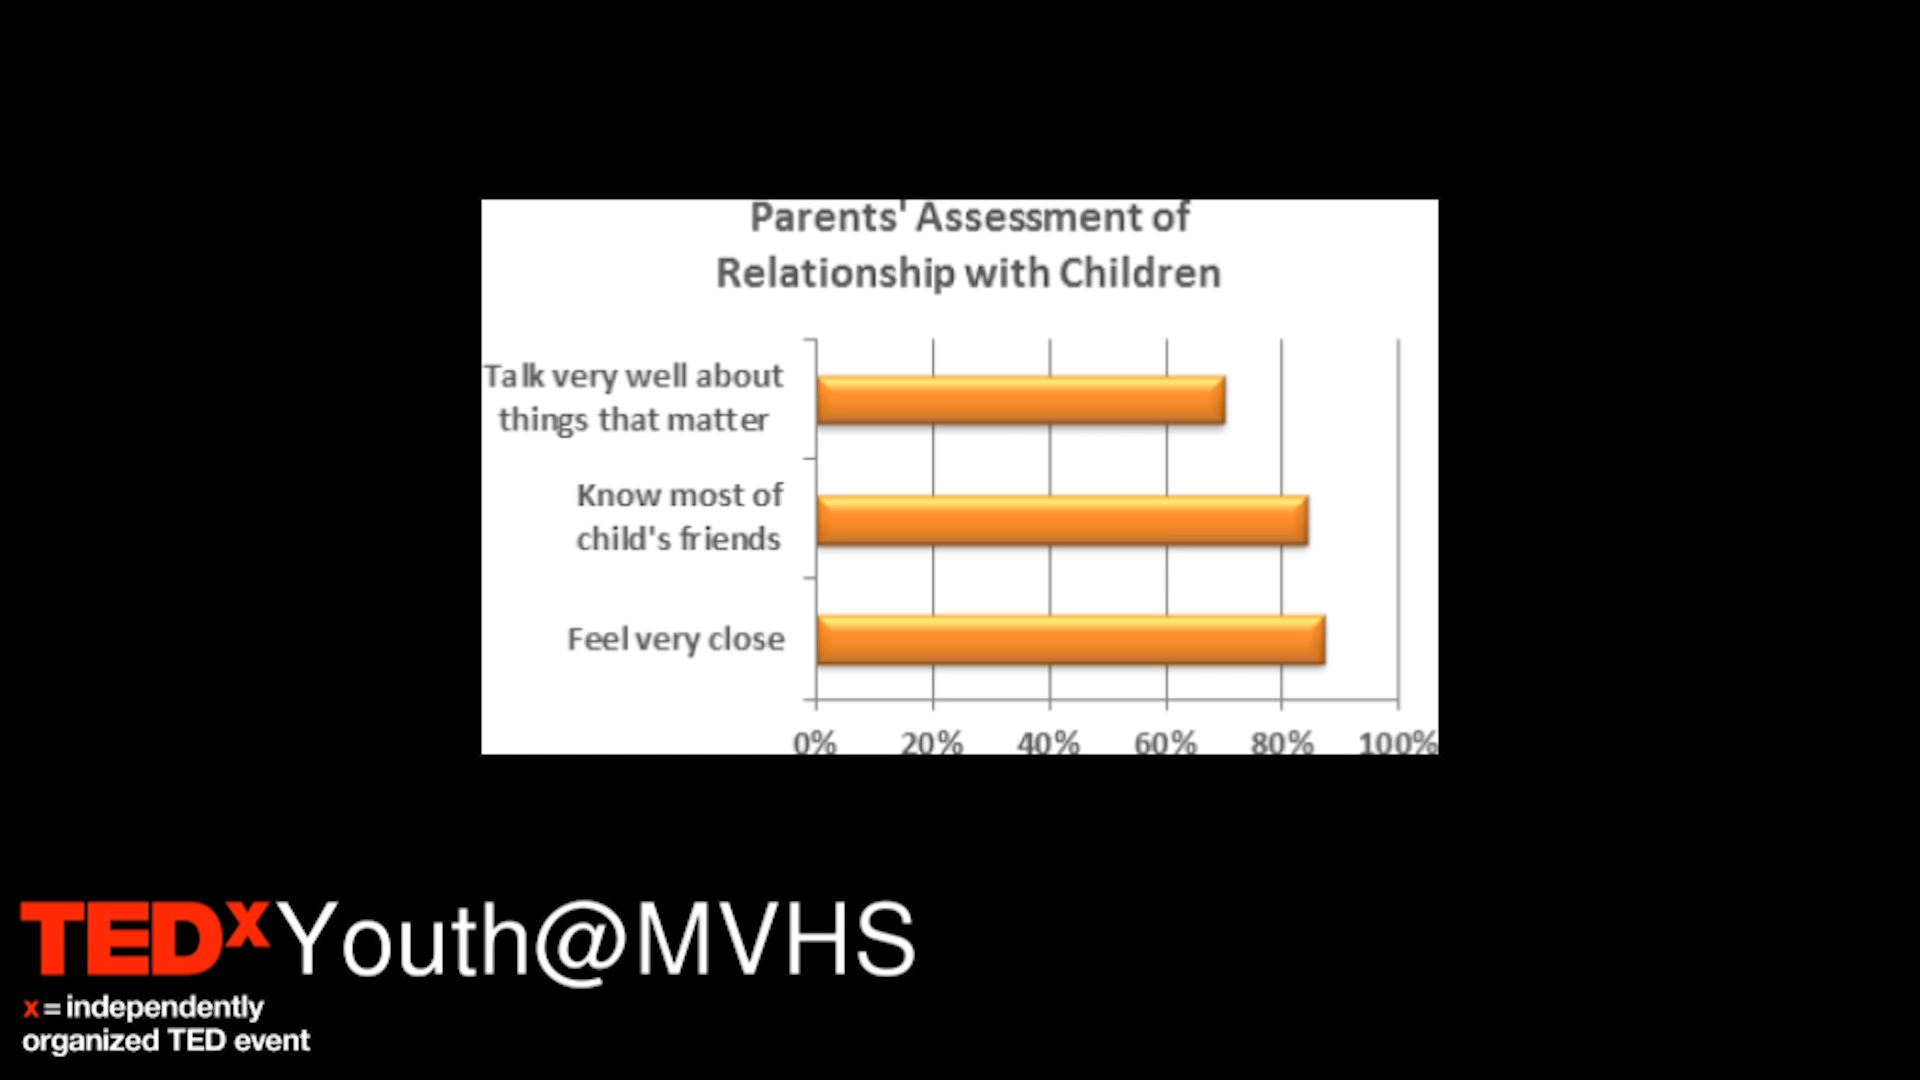 Parents' Assessment of
Relationship with Children
Talk very well about
things that matter
Know most of
child's friends
Feel very close
0% 20% 40% 60% 80% 100%
TEDxYouth@MVHS
x = independently
organized TED event